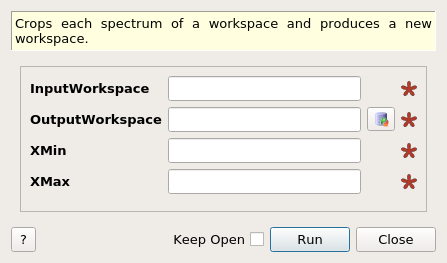 Crops each spectrum of a workspace and produces a new
workspace.
InputWorkspace
OutputWorkspace
XMin
XMax
? Keep Open Run Close